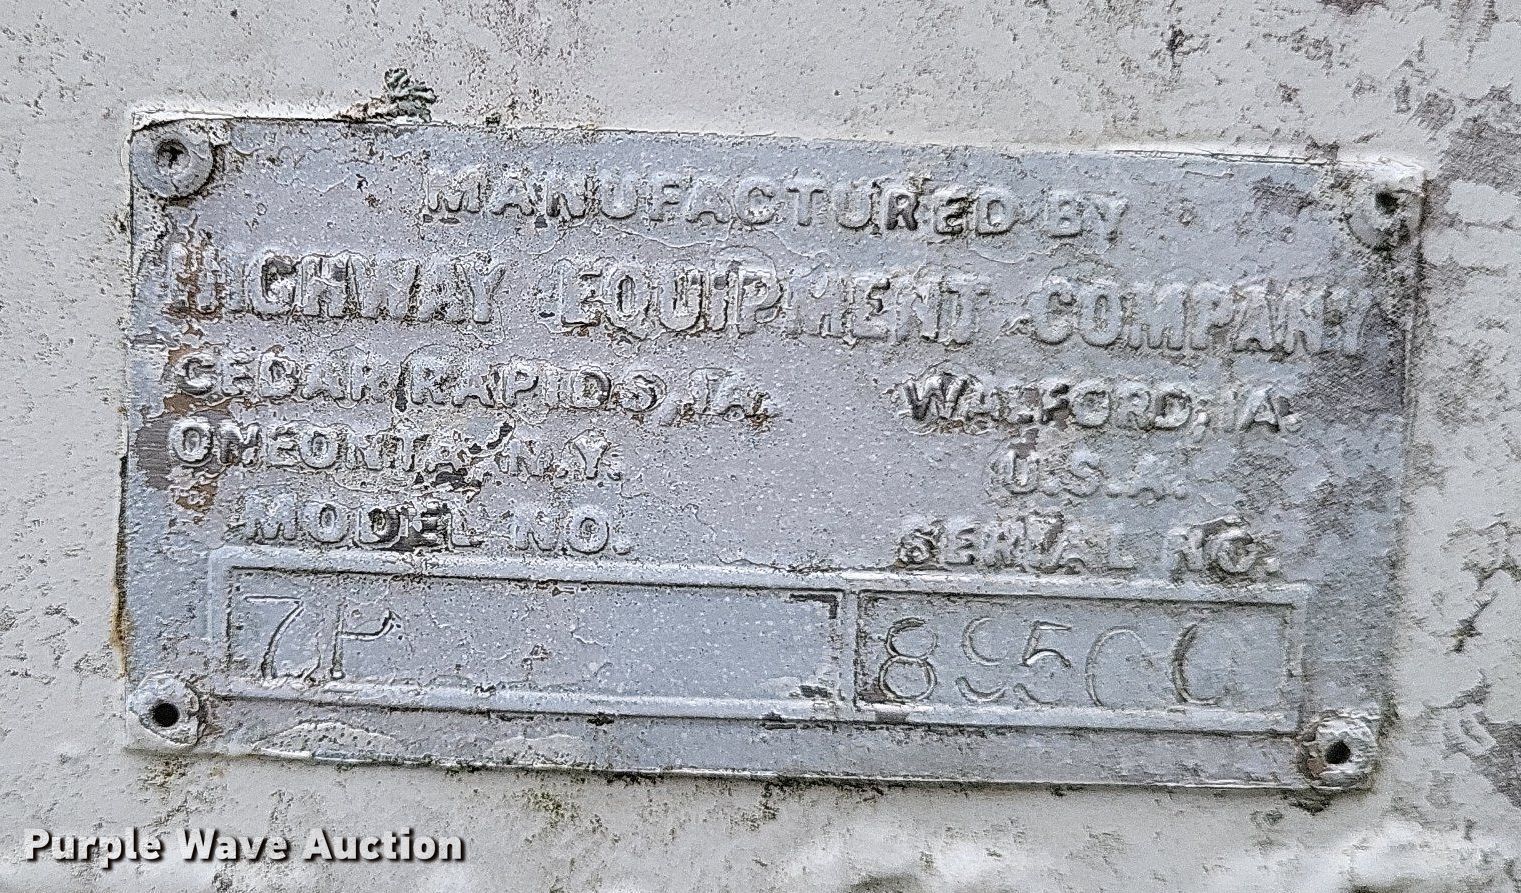 MANUFACTURED BY
HIGHWAY EQUIPMENT COMPANY
CEDAR RAPIDS, IA. WALFORD, IA.
OMEONTA, N.Y. U.S.A.
MODEL NO. SERIAL NO.
7P 89500
Purple Wave Auction